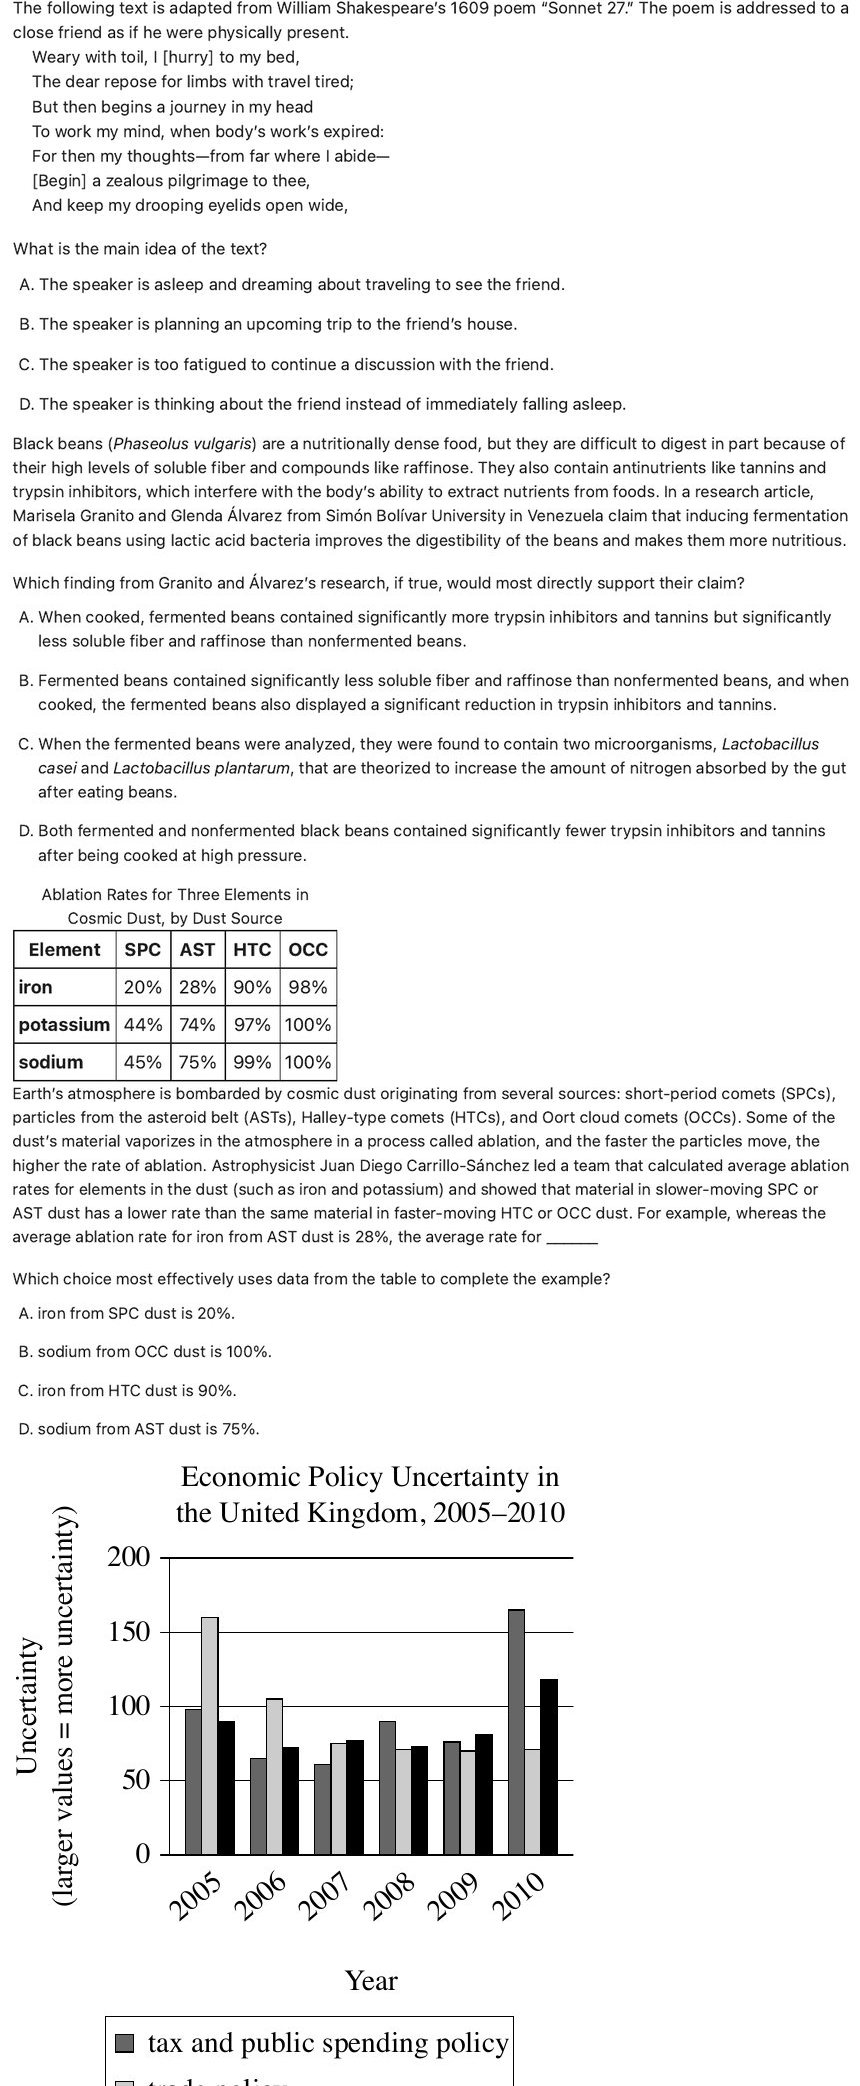 The following text is adapted from William Shakespeare's 1609 poem “Sonnet 27.” The poem is addressed to a
close friend as if he were physically present.
Weary with toil, I [hurry] to my bed,
The dear repose for limbs with travel tired;
But then begins a journey in my head
To work my mind, when body's work's expired:
For then my thoughts—from far where I abide—
[Begin] a zealous pilgrimage to thee,
And keep my drooping eyelids open wide,
What is the main idea of the text?
A. The speaker is asleep and dreaming about traveling to see the friend.
B. The speaker is planning an upcoming trip to the friend's house.
C. The speaker is too fatigued to continue a discussion with the friend.
D. The speaker is thinking about the friend instead of immediately falling asleep.
Black beans (Phaseolus vulgaris) are a nutritionally dense food, but they are difficult to digest in part because of
their high levels of soluble fiber and compounds like raffinose. They also contain antinutrients like tannins and
trypsin inhibitors, which interfere with the body's ability to extract nutrients from foods. In a research article,
Marisela Granito and Glenda Álvarez from Simón Bolívar University in Venezuela claim that inducing fermentation
of black beans using lactic acid bacteria improves the digestibility of the beans and makes them more nutritious.
Which finding from Granito and Álvarez's research, if true, would most directly support their claim?
A. When cooked, fermented beans contained significantly more trypsin inhibitors and tannins but significantly
less soluble fiber and raffinose than nonfermented beans.
B. Fermented beans contained significantly less soluble fiber and raffinose than nonfermented beans, and when
cooked, the fermented beans also displayed a significant reduction in trypsin inhibitors and tannins.
C. When the fermented beans were analyzed, they were found to contain two microorganisms, Lactobacillus
casei and Lactobacillus plantarum, that are theorized to increase the amount of nitrogen absorbed by the gut
after eating beans.
D. Both fermented and nonfermented black beans contained significantly fewer trypsin inhibitors and tannins
after being cooked at high pressure.
Ablation Rates for Three Elements in
Cosmic Dust, by Dust Source
Element SPC AST HTC OCC
iron 20% 28% 90% 98%
potassium 44% 74% 97% 100%
sodium 45% 75% 99% 100%
Earth's atmosphere is bombarded by cosmic dust originating from several sources: short-period comets (SPCs),
particles from the asteroid belt (ASTs), Halley-type comets (HTCs), and Oort cloud comets (OCCs). Some of the
dust's material vaporizes in the atmosphere in a process called ablation, and the faster the particles move, the
higher the rate of ablation. Astrophysicist Juan Diego Carrillo-Sánchez led a team that calculated average ablation
rates for elements in the dust (such as iron and potassium) and showed that material in slower-moving SPC or
AST dust has a lower rate than the same material in faster-moving HTC or OCC dust. For example, whereas the
average ablation rate for iron from AST dust is 28%, the average rate for ______
Which choice most effectively uses data from the table to complete the example?
A. iron from SPC dust is 20%.
B. sodium from OCC dust is 100%.
C. iron from HTC dust is 90%.
D. sodium from AST dust is 75%.
Economic Policy Uncertainty in
the United Kingdom, 2005–2010
Uncertainty
(larger values = more uncertainty)
200
150
100
50
0
2005 2006 2007 2008 2009 2010
Year
tax and public spending policy